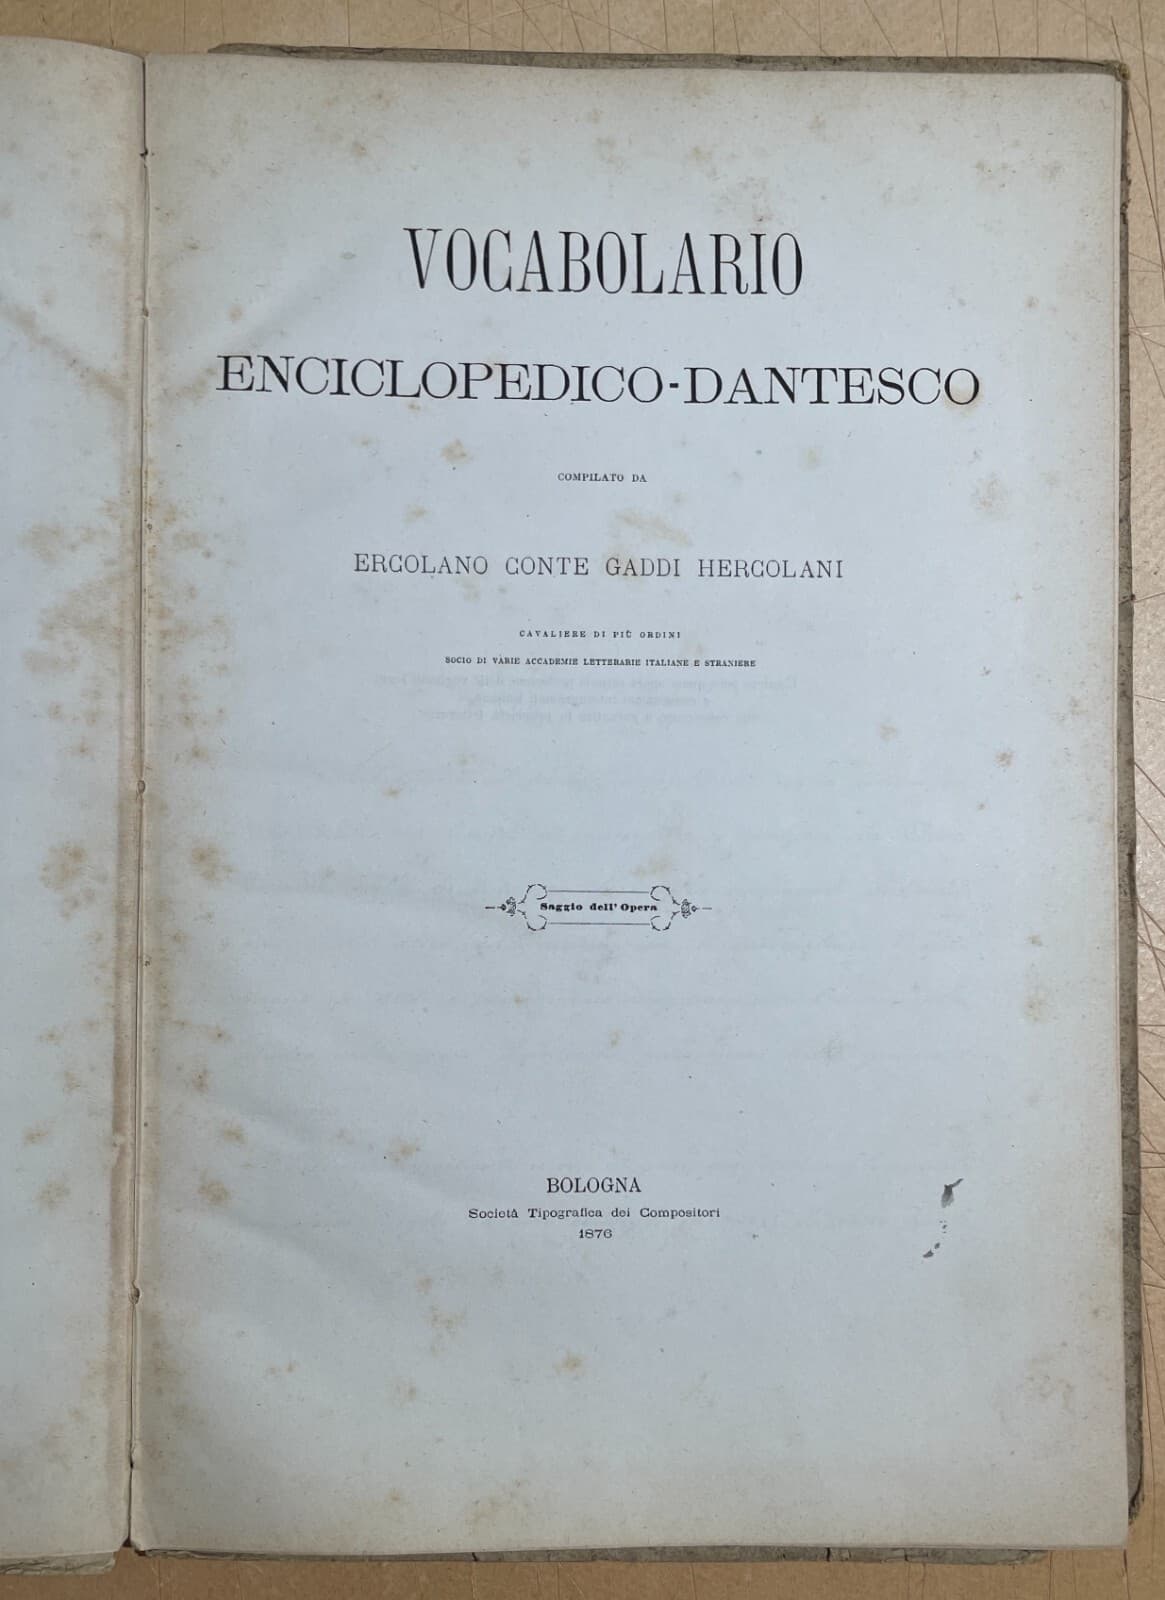 VOCABOLARIO
ENCICLOPEDICO-DANTESCO
COMPILATO DA
ERCOLANO CONTE GADDI HERCOLANI
CAVALIERE DI PIÙ ORDINI
SOCIO DI VARIE ACCADEMIE LETTERARIE ITALIANE E STRANIERE
Saggio dell' Opera
BOLOGNA
Società Tipografica dei Compositori
1876